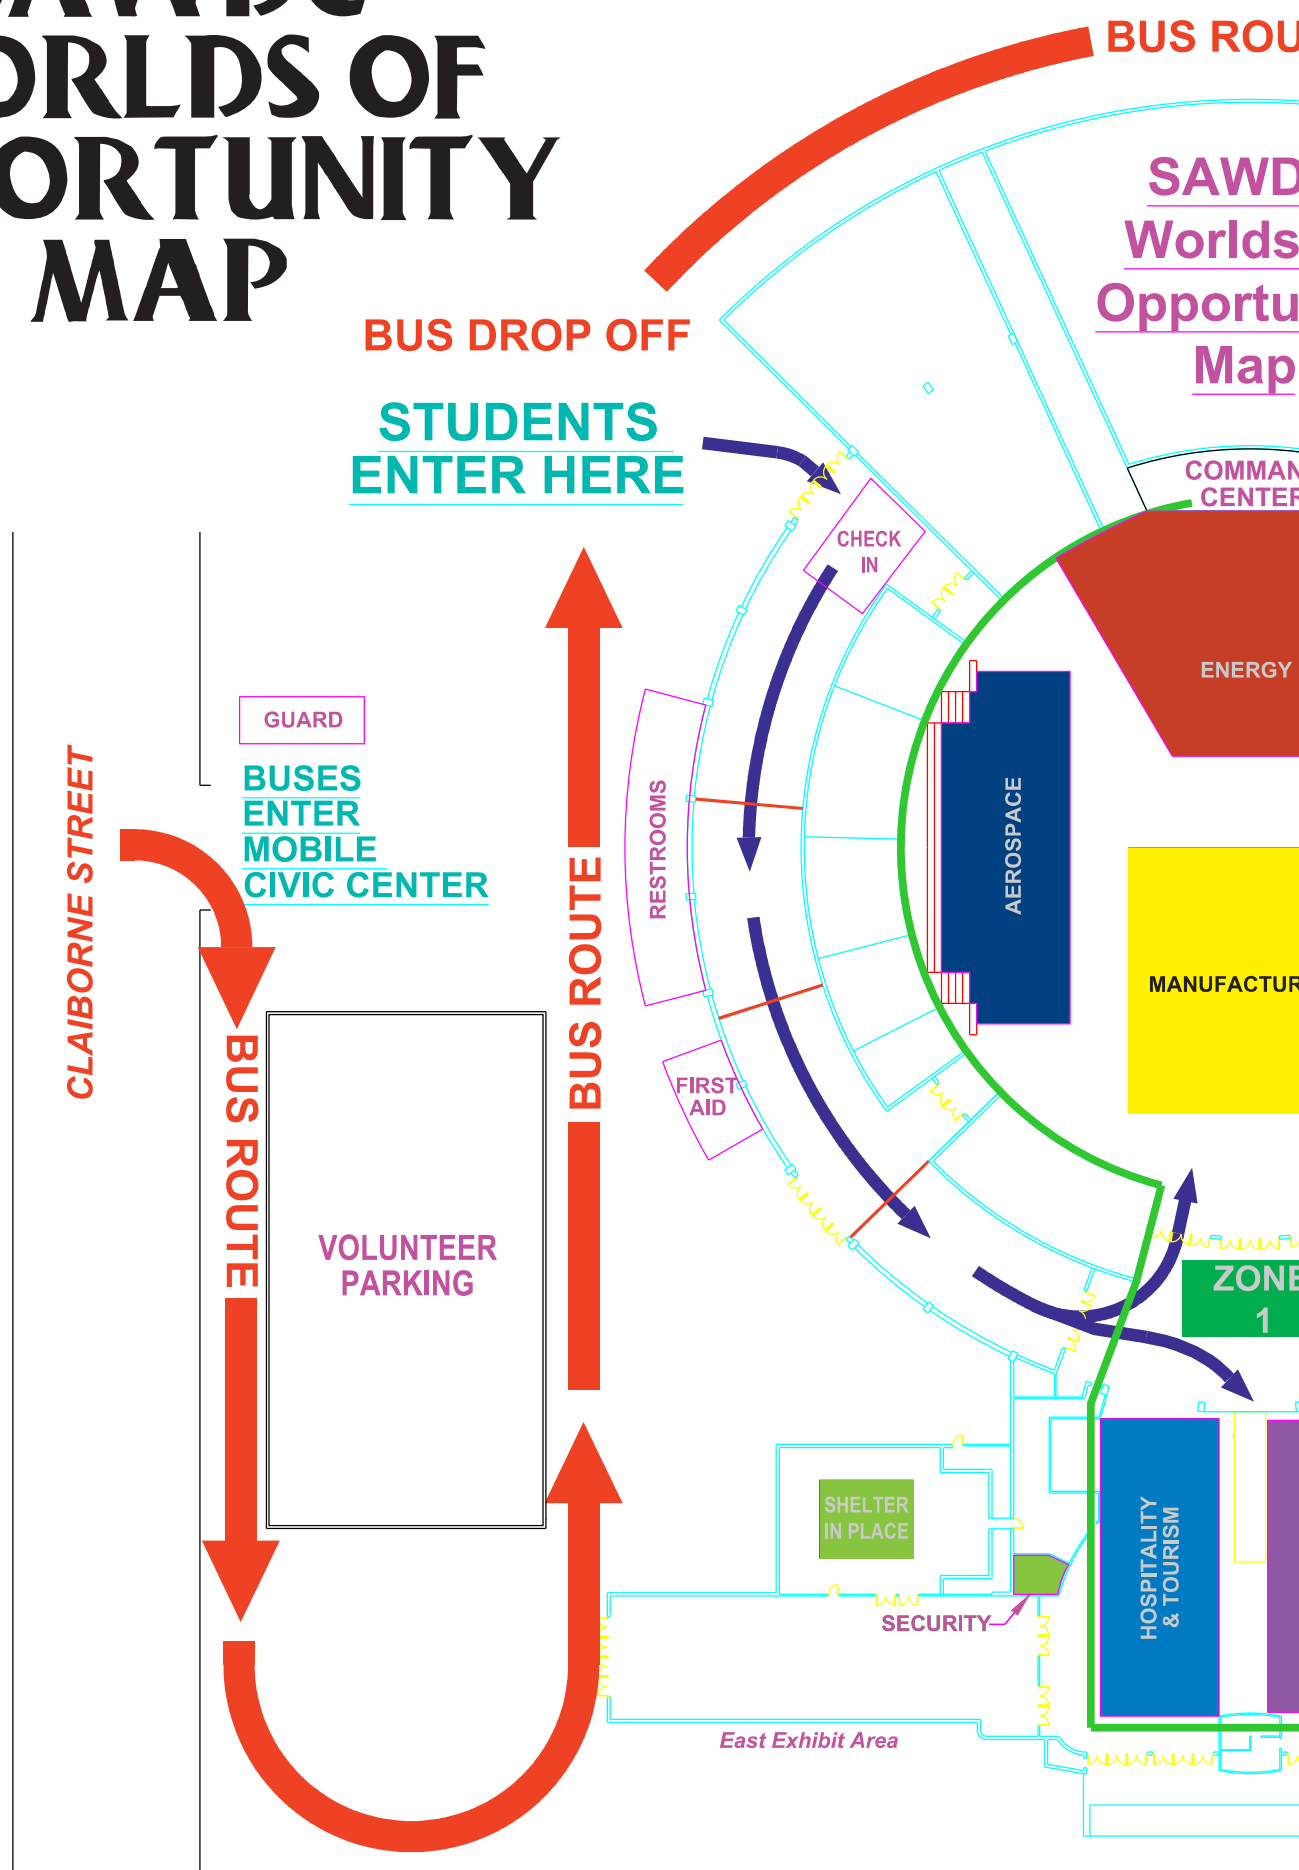 ORLDS OF
ORTUNITY
MAP
BUS ROU
SAWD
Worlds
Opportu
Map
BUS DROP OFF
STUDENTS
ENTER HERE
COMMAN
CENTER
CHECK
IN
ENERGY
GUARD
BUSES
ENTER
MOBILE
CIVIC CENTER
CLAIBORNE STREET
RESTROOMS
AEROSPACE
BUS ROUTE
MANUFACTUR
BUS ROUTE
FIRST
AID
VOLUNTEER
PARKING
ZONE
1
SHELTER
IN PLACE
HOSPITALITY
& TOURISM
SECURITY
East Exhibit Area